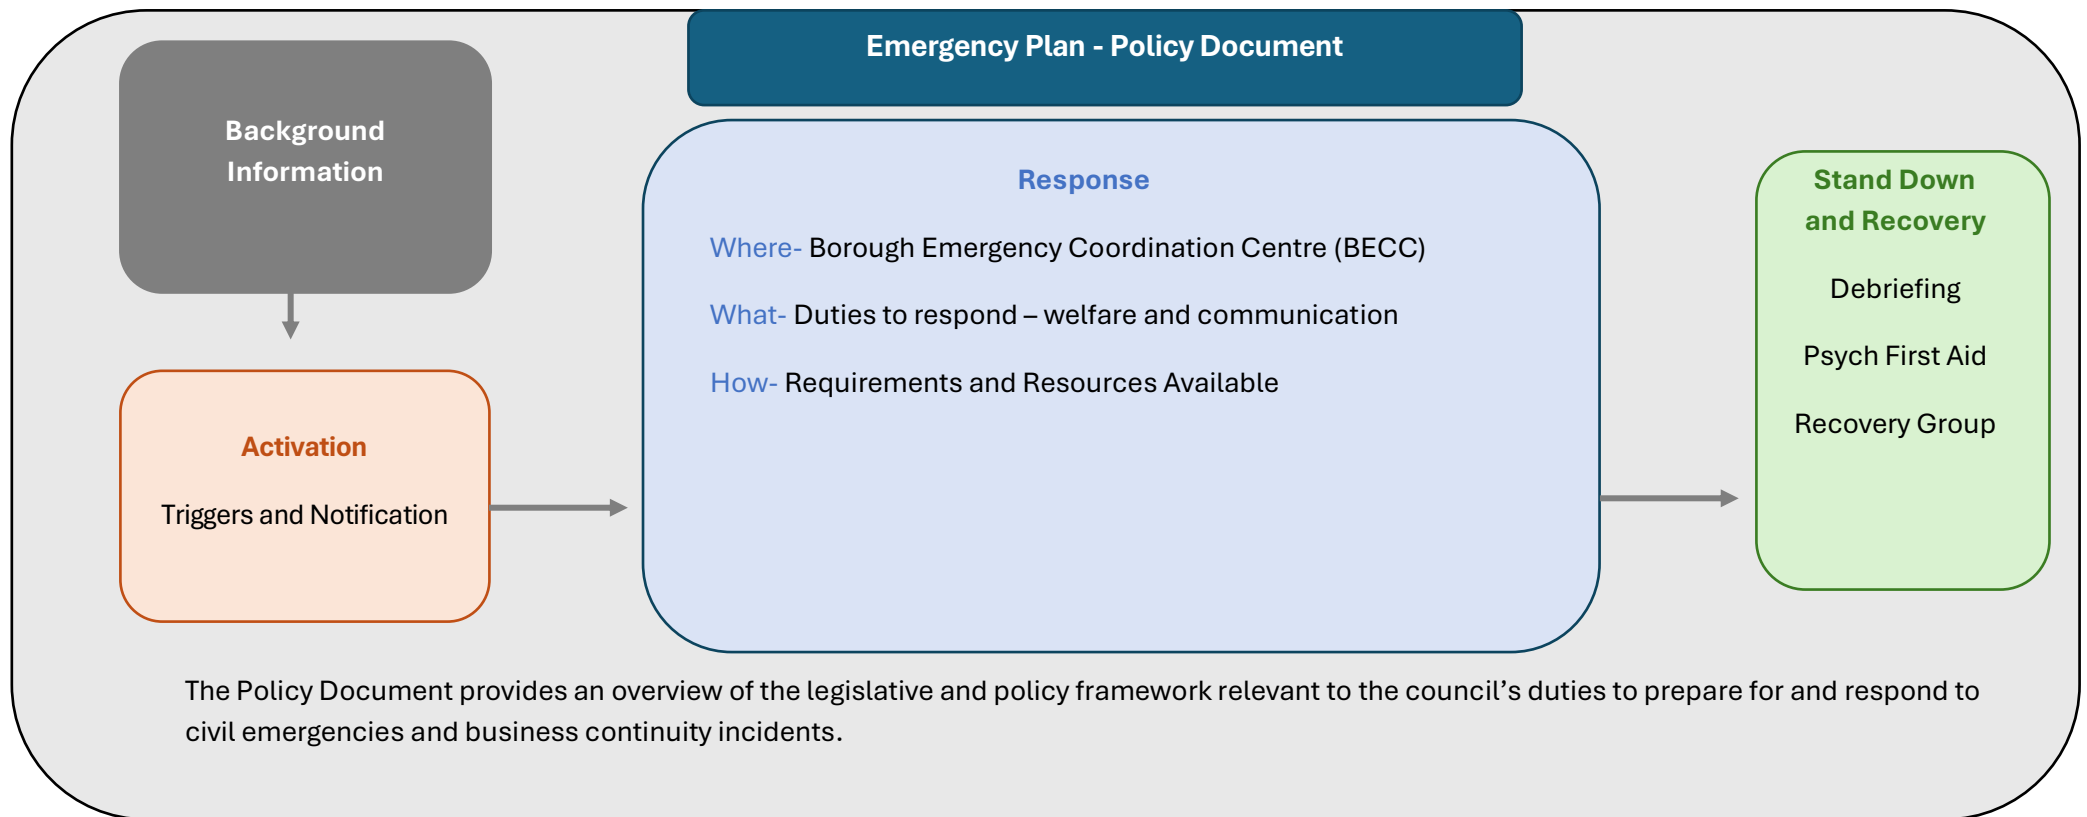 Emergency Plan - Policy Document
Background
Information
Activation
Triggers and Notification
Response
Where- Borough Emergency Coordination Centre (BECC)
What- Duties to respond – welfare and communication
How- Requirements and Resources Available
Stand Down
and Recovery
Debriefing
Psych First Aid
Recovery Group
The Policy Document provides an overview of the legislative and policy framework relevant to the council’s duties to prepare for and respond to
civil emergencies and business continuity incidents.